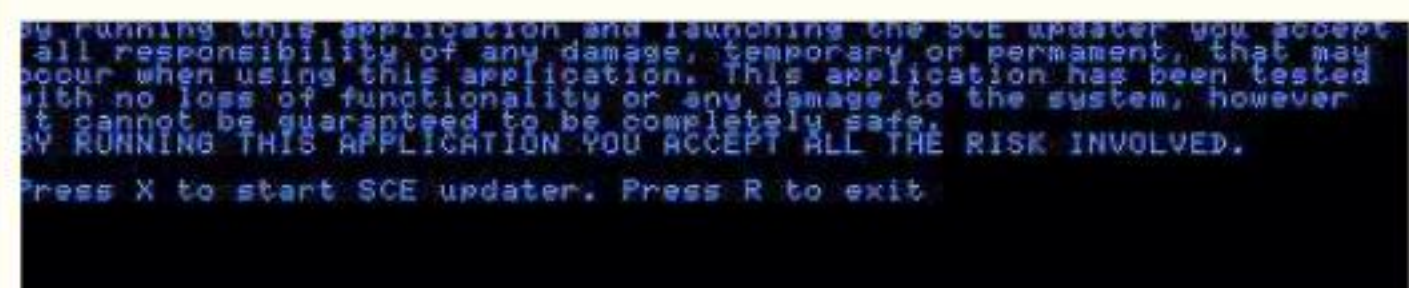 By running this application and launching the SCE updater you accept
all responsibility of any damage, temporary or permament, that may
occur when using this application. This application has been tested
with no loss of functionality or any damage to the system, however
it cannot be guaranteed to be completely safe.
BY RUNNING THIS APPLICATION YOU ACCEPT ALL THE RISK INVOLVED.
Press X to start SCE updater. Press R to exit